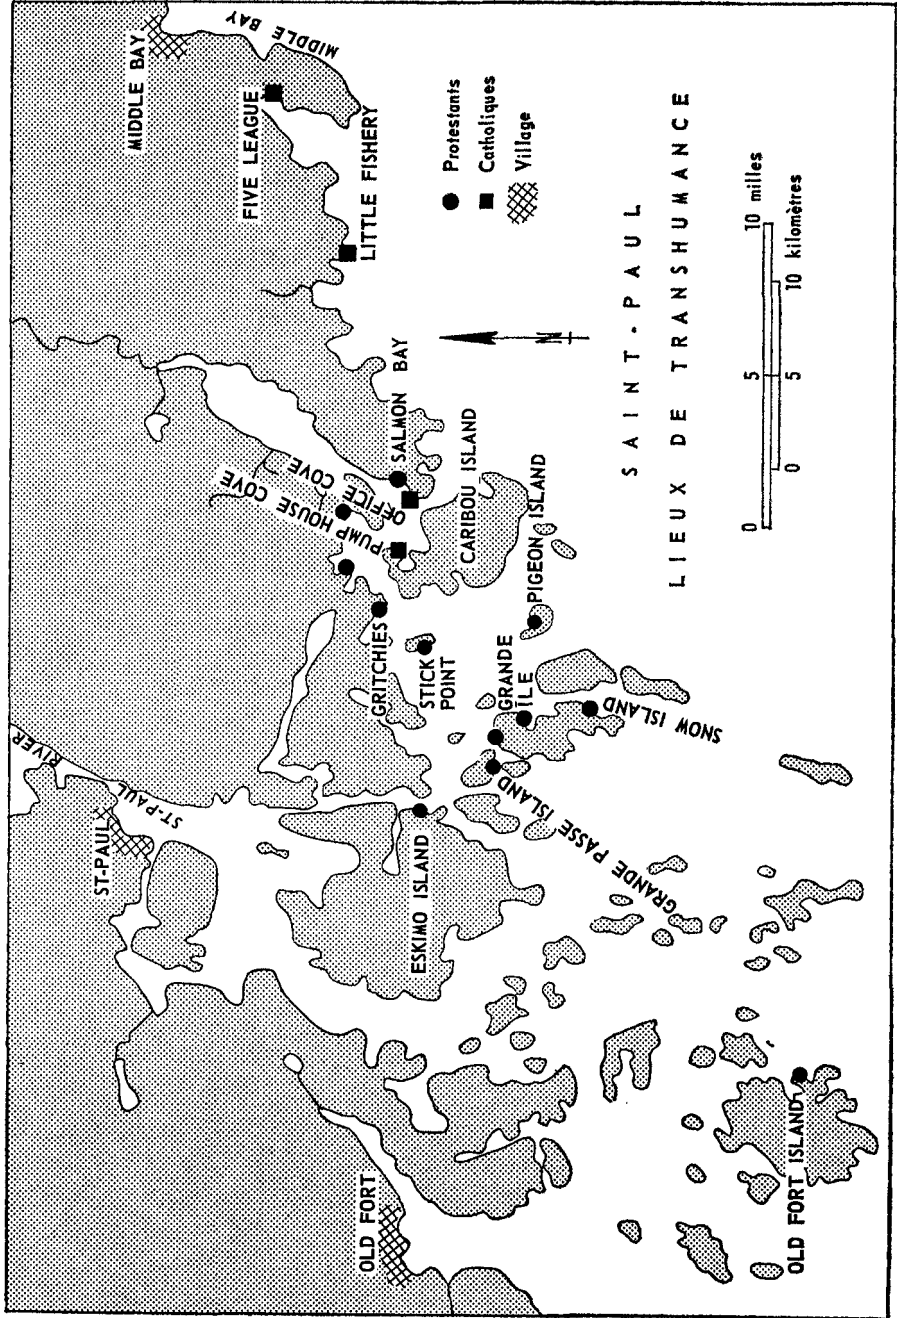 MIDDLE BAY
MIDDLE BAY
FIVE LEAGUE
LITTLE FISHERY
RIVER
ST-PAUL
ST-PAUL
PUMP HOUSE COVE
OFFICE COVE
SALMON BAY
GRITCHIES
CARIBOU ISLAND
STICK
POINT
PIGEON ISLAND
GRANDE
ÎLE
SNOW ISLAND
GRANDE PASSE ISLAND
ESKIMO ISLAND
OLD FORT
OLD FORT ISLAND
Protestants
Catholiques
Village
N
SAINT-PAUL
LIEUX DE TRANSHUMANCE
0 5 10 milles
0 5 10 kilomètres